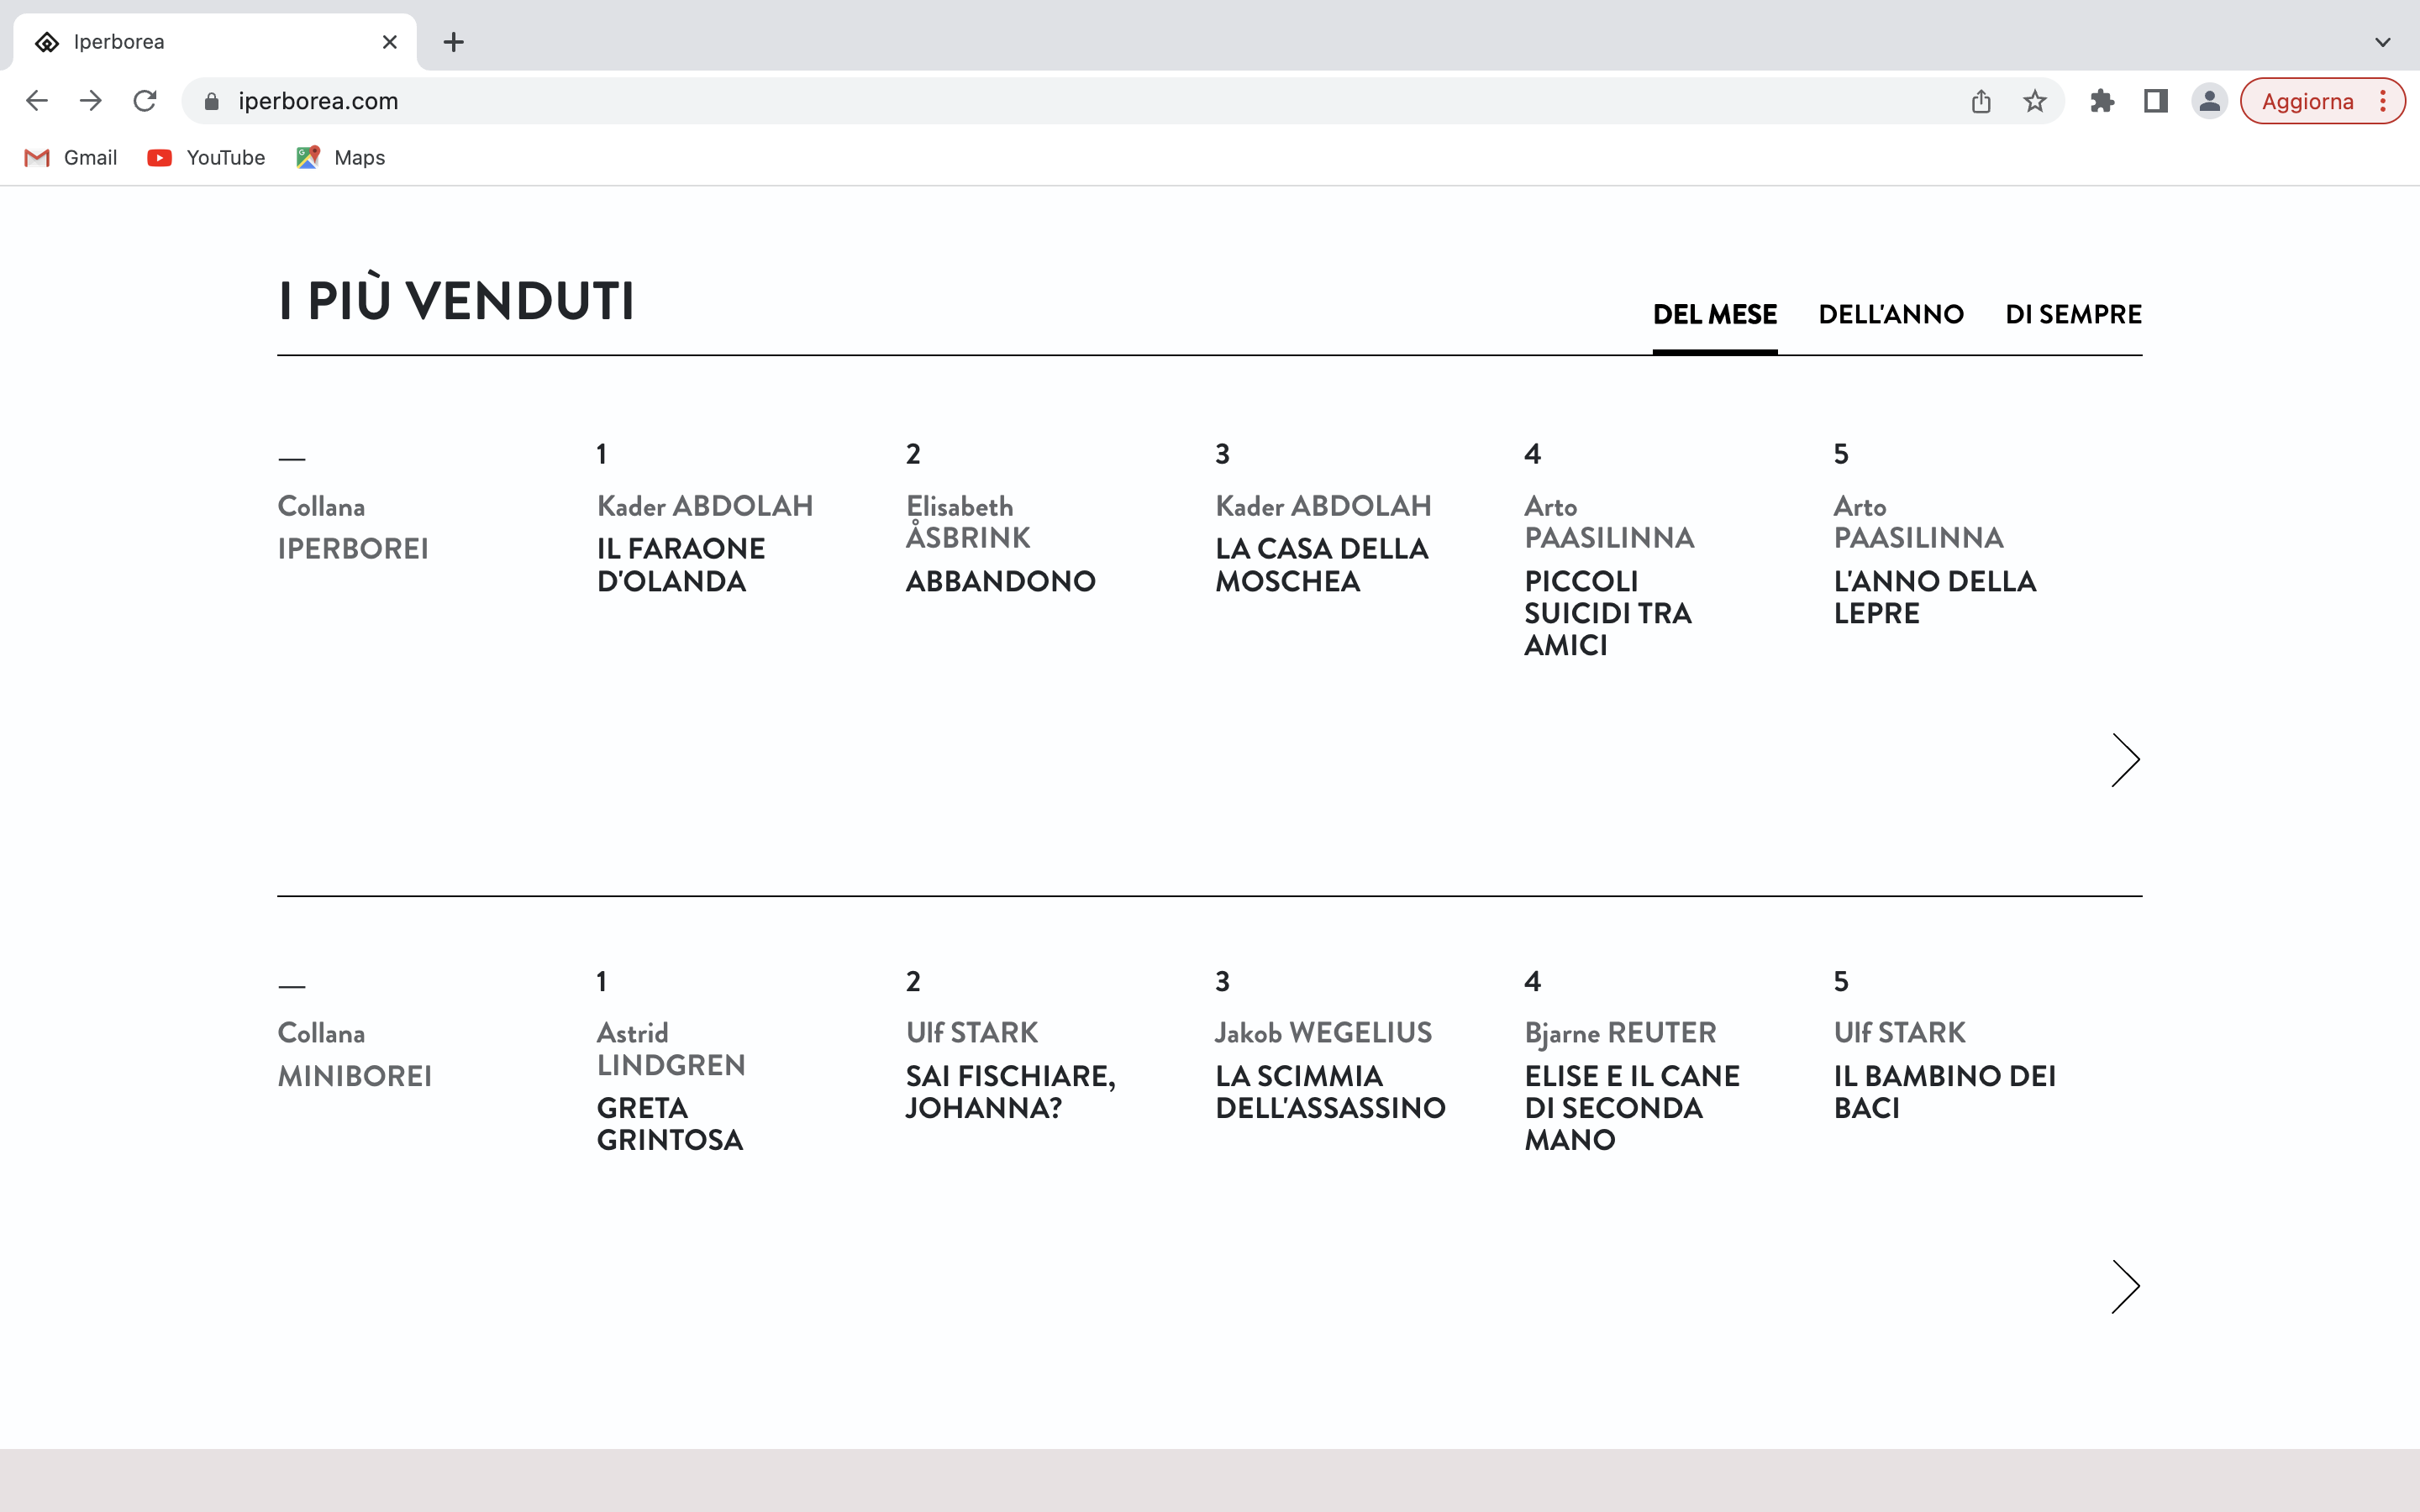 Iperborea
iperborea.com
Aggiorna
Gmail
YouTube
Maps
I PIÙ VENDUTI
DEL MESE
DELL'ANNO
DI SEMPRE
—
Collana
IPERBOREI
1
Kader ABDOLAH
IL FARAONE
D'OLANDA
2
Elisabeth
ÅSBRINK
ABBANDONO
3
Kader ABDOLAH
LA CASA DELLA
MOSCHEA
4
Arto
PAASILINNA
PICCOLI
SUICIDI TRA
AMICI
5
Arto
PAASILINNA
L'ANNO DELLA
LEPRE
—
Collana
MINIBOREI
1
Astrid
LINDGREN
GRETA
GRINTOSA
2
Ulf STARK
SAI FISCHIARE,
JOHANNA?
3
Jakob WEGELIUS
LA SCIMMIA
DELL'ASSASSINO
4
Bjarne REUTER
ELISE E IL CANE
DI SECONDA
MANO
5
Ulf STARK
IL BAMBINO DEI
BACI